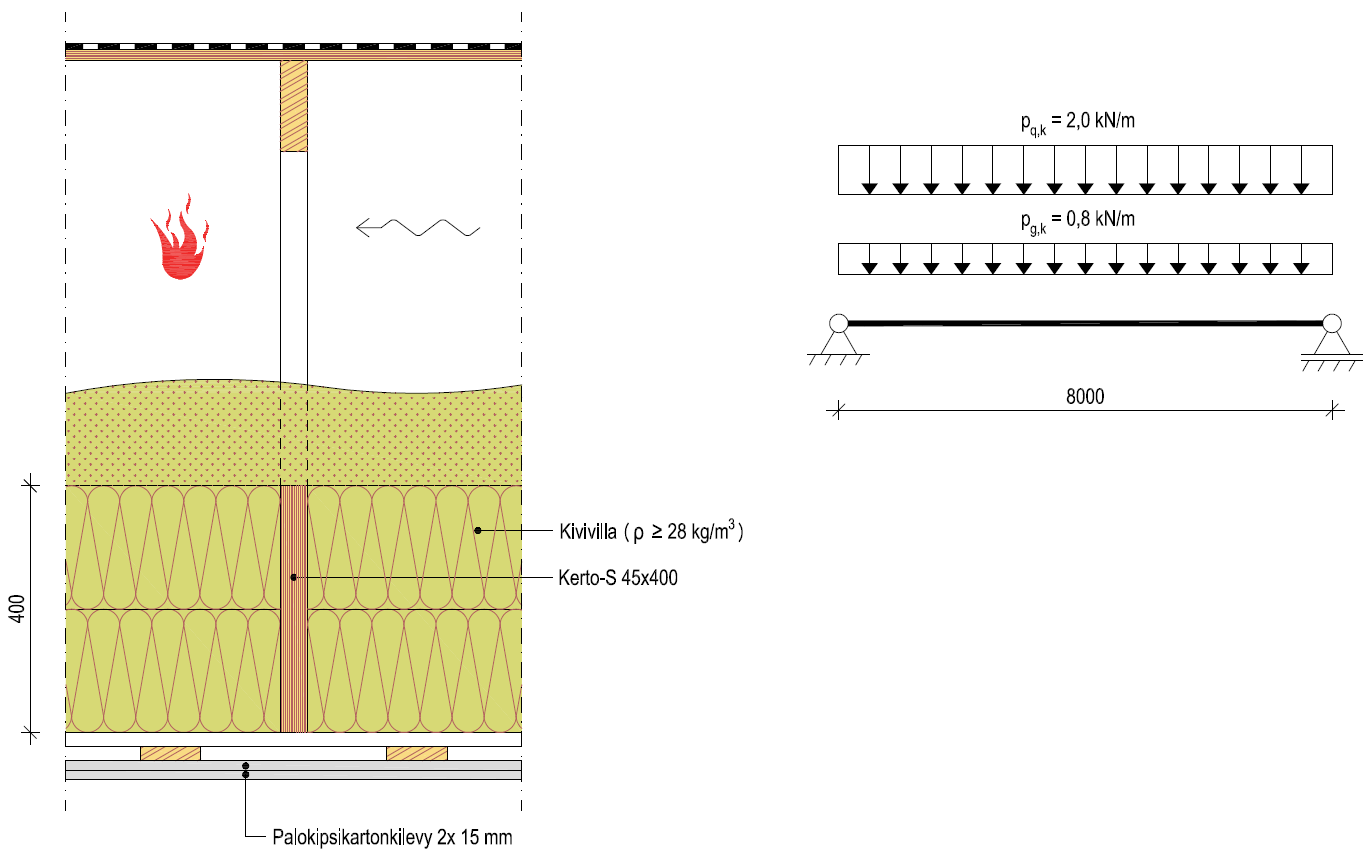 p_q,k = 2,0 kN/m
p_g,k = 0,8 kN/m
8000
Kivivilla ( ρ ≥ 28 kg/m³ )
Kerto-S 45x400
400
Palokipsikartonkilevy 2x 15 mm